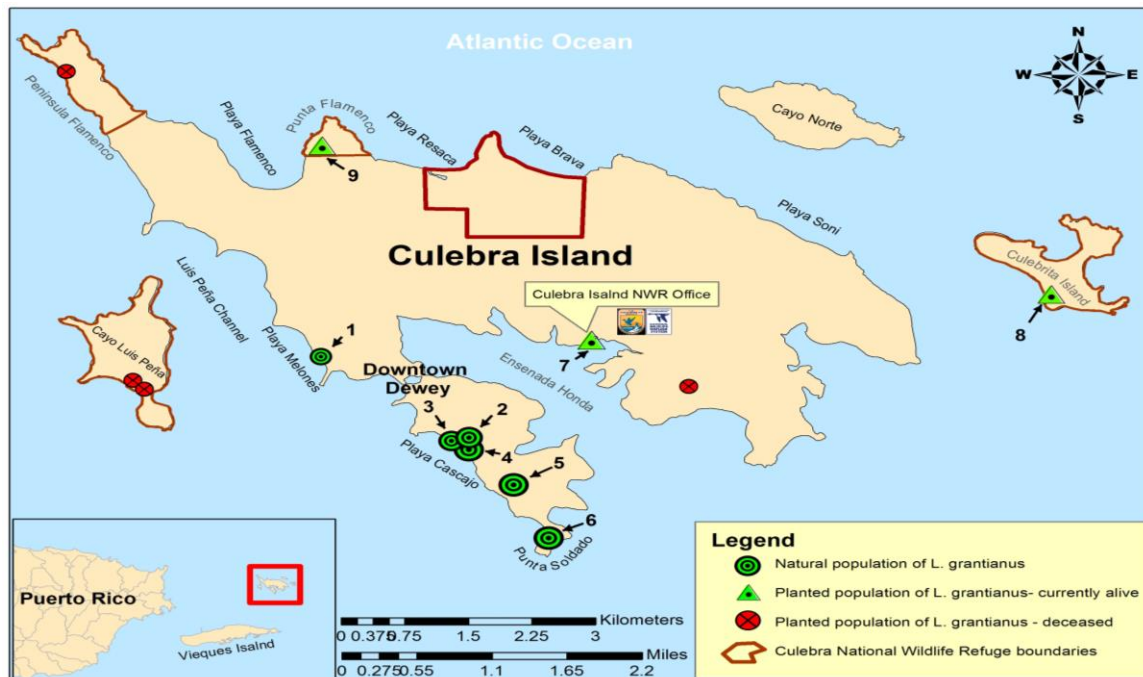 Atlantic Ocean
N
W
E
S
Peninsula Flamenco
Playa Flamenco
Punta Flamenco
9
Playa Resaca
Playa Brava
Cayo Norte
Playa Soni
Culebra Island
Culebrita Island
8
Culebra Isalnd NWR Office
7
Luis Peña Channel
Cayo Luis Peña
Playa Melones
1
Downtown
Dewey
Ensenada Honda
3
2
4
Playa Cascajo
5
6
Punta Soldado
Puerto Rico
Vieques Isalnd
Kilometers
0 0.375 0.75 1.5 2.25 3
Miles
0 0.275 0.55 1.1 1.65 2.2
Legend
Natural population of L. grantianus
Planted population of L. grantianus- currently alive
Planted population of L. grantianus - deceased
Culebra National Wildlife Refuge boundaries